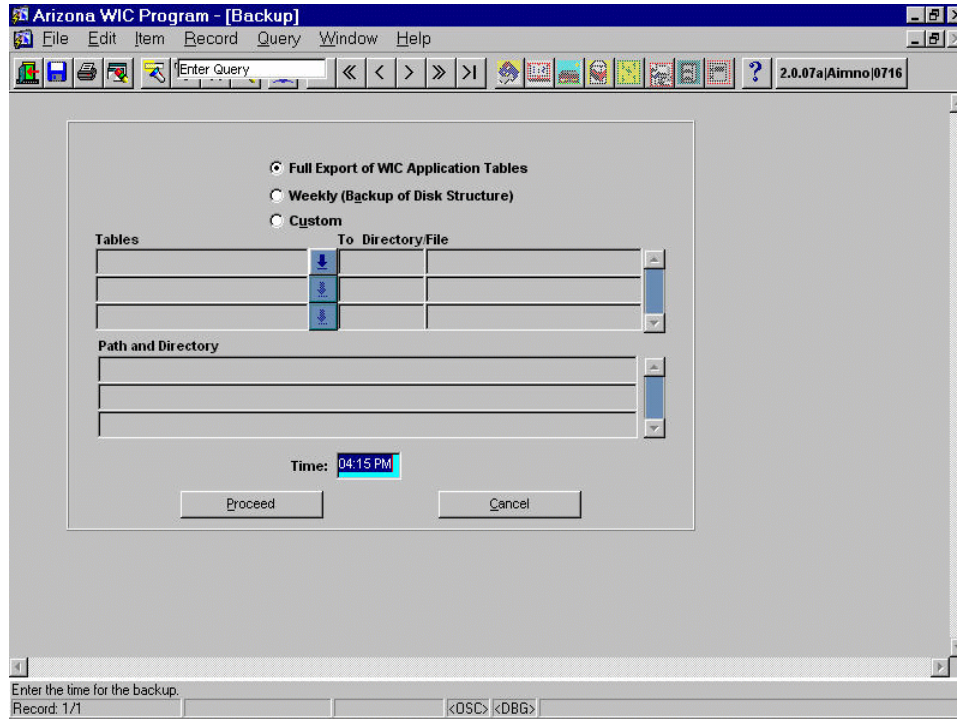 Arizona WIC Program - [Backup]
File Edit Item Record Query Window Help
Enter Query
2.0.07a|Aimno|0716
Full Export of WIC Application Tables
Weekly (Backup of Disk Structure)
Custom
Tables To Directory/File
Path and Directory
Time: 04:15 PM
Proceed Cancel
Enter the time for the backup.
Record: 1/1 <OSC> <DBG>